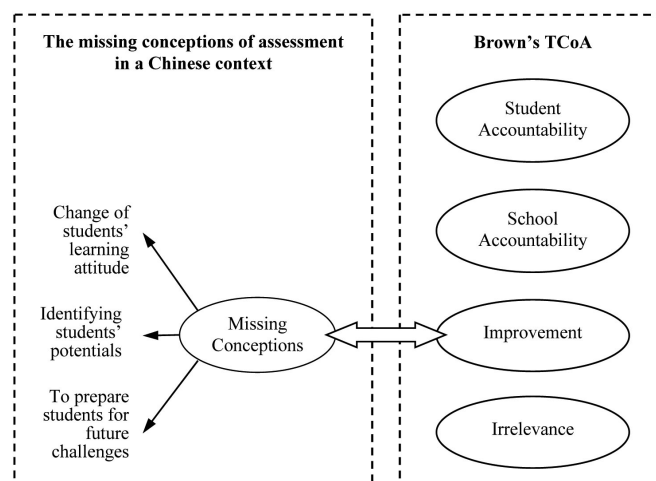 The missing conceptions of assessment
in a Chinese context
Change of
students’
learning
attitude
Identifying
students’
potentials
To prepare
students for
future
challenges
Missing
Conceptions
Brown’s TCoA
Student
Accountability
School
Accountability
Improvement
Irrelevance